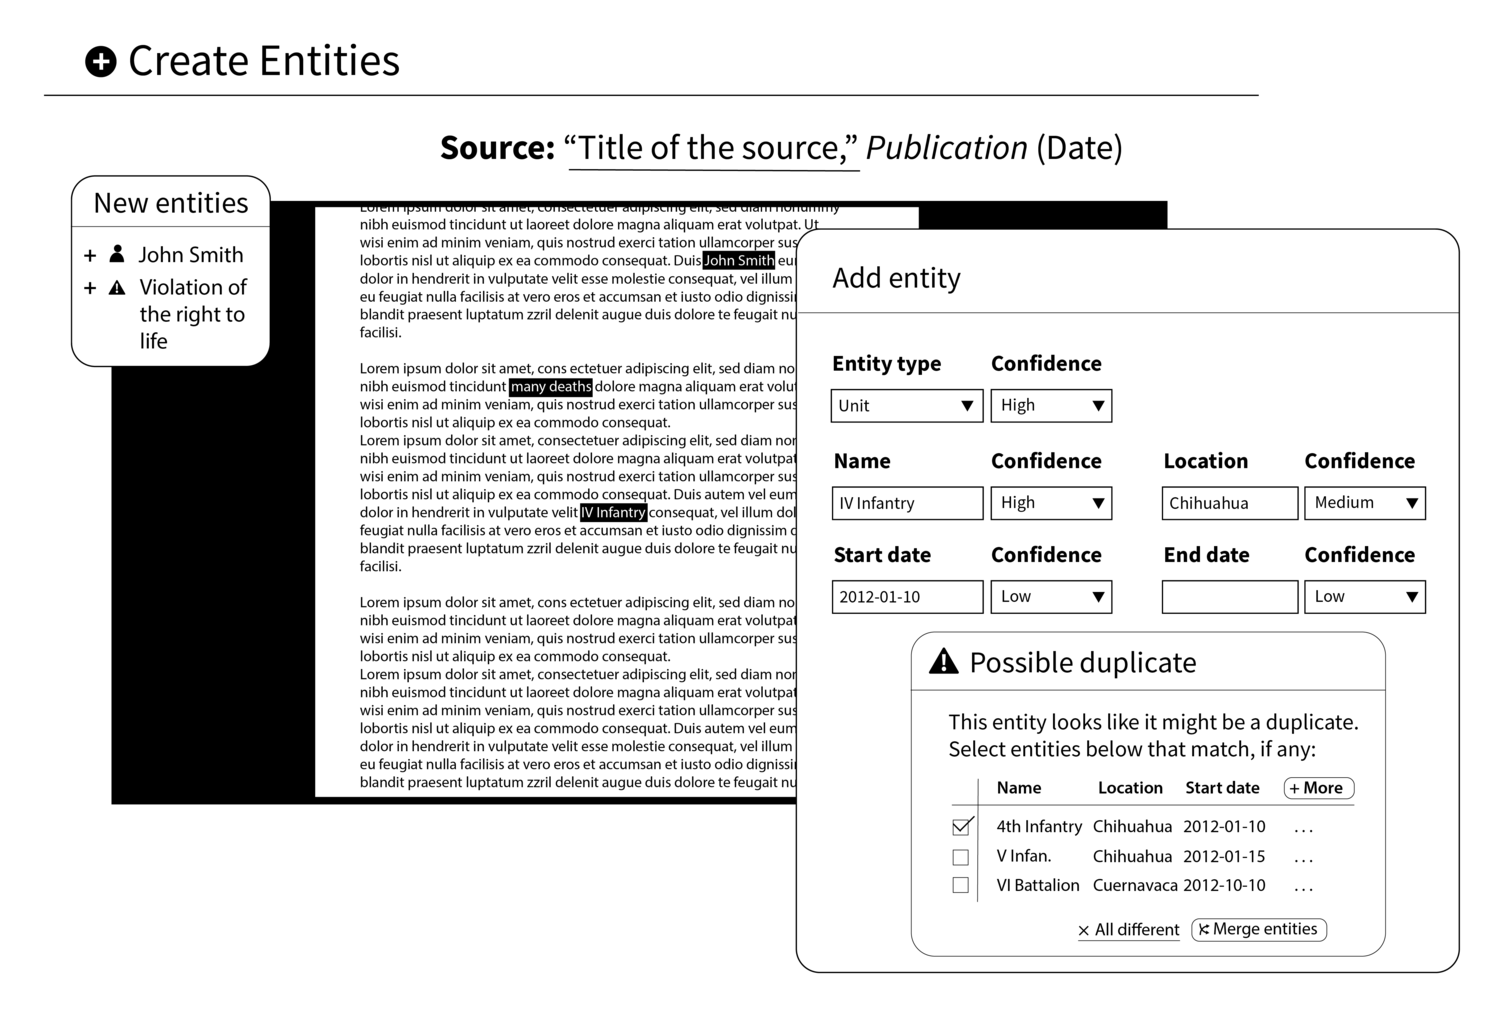 Create Entities
Source: “Title of the source,” Publication (Date)
New entities
+ John Smith
+ Violation of
the right to
life
Lorem ipsum dolor sit amet, consectetuer adipiscing elit, sed diam nonummy
nibh euismod tincidunt ut laoreet dolore magna aliquam erat volutpat. Ut
wisi enim ad minim veniam, quis nostrud exerci tation ullamcorper sus
lobortis nisl ut aliquip ex ea commodo consequat. Duis John Smith eu
dolor in hendrerit in vulputate velit esse molestie consequat, vel illum
eu feugiat nulla facilisis at vero eros et accumsan et iusto odio dignissi
blandit praesent luptatum zzril delenit augue duis dolore te feugait nu
facilisi.
Lorem ipsum dolor sit amet, cons ectetuer adipiscing elit, sed diam no
nibh euismod tincidunt many deaths dolore magna aliquam erat volut
wisi enim ad minim veniam, quis nostrud exerci tation ullamcorper sus
lobortis nisl ut aliquip ex ea commodo consequat.
Lorem ipsum dolor sit amet, consectetuer adipiscing elit, sed diam nor
nibh euismod tincidunt ut laoreet dolore magna aliquam erat volutpat
wisi enim ad minim veniam, quis nostrud exerci tation ullamcorper sus
lobortis nisl ut aliquip ex ea commodo consequat. Duis autem vel eum
dolor in hendrerit in vulputate velit IV Infantry consequat, vel illum dol
feugiat nulla facilisis at vero eros et accumsan et iusto odio dignissim c
blandit praesent luptatum zzril delenit augue duis dolore te feugait nu
facilisi.
Lorem ipsum dolor sit amet, cons ectetuer adipiscing elit, sed diam no
nibh euismod tincidunt ut laoreet dolore magna aliquam erat volutpat
wisi enim ad minim veniam, quis nostrud exerci tation ullamcorper sus
lobortis nisl ut aliquip ex ea commodo consequat.
Lorem ipsum dolor sit amet, consectetuer adipiscing elit, sed diam nor
nibh euismod tincidunt ut laoreet dolore magna aliquam erat volutpat
wisi enim ad minim veniam, quis nostrud exerci tation ullamcorper sus
lobortis nisl ut aliquip ex ea commodo consequat. Duis autem vel eum
dolor in hendrerit in vulputate velit esse molestie consequat, vel illum
eu feugiat nulla facilisis at vero eros et accumsan et iusto odio dignissi
blandit praesent luptatum zzril delenit augue duis dolore te feugait nu
Add entity
Entity type Confidence
Unit High
Name Confidence Location Confidence
IV Infantry High Chihuahua Medium
Start date Confidence End date Confidence
2012-01-10 Low Low
Possible duplicate
This entity looks like it might be a duplicate.
Select entities below that match, if any:
Name Location Start date + More
4th Infantry Chihuahua 2012-01-10 ...
V Infan. Chihuahua 2012-01-15 ...
VI Battalion Cuernavaca 2012-10-10 ...
× All different Merge entities